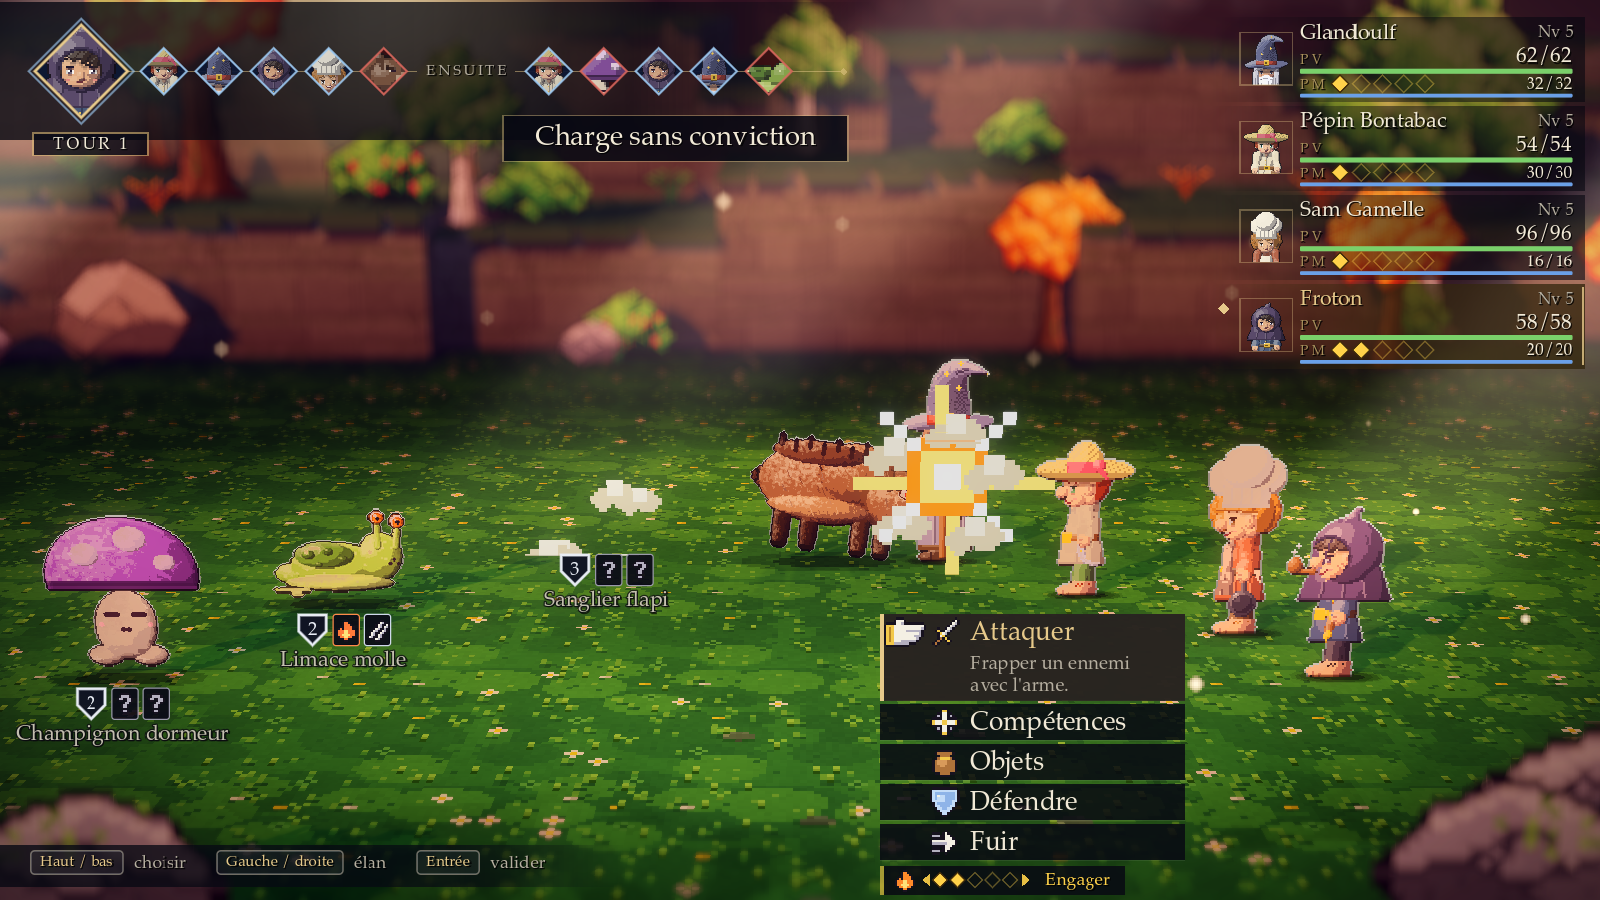 ENSUITE
TOUR 1
Charge sans conviction
Glandoulf Nv 5
PV 62/62
PM 32/32
Pépin Bontabac Nv 5
PV 54/54
PM 30/30
Sam Gamelle Nv 5
PV 96/96
PM 16/16
Froton Nv 5
PV 58/58
PM 20/20
3 ? ?
Sanglier flapi
2
Limace molle
2 ? ?
Champignon dormeur
Attaquer
Frapper un ennemi
avec l'arme.
Compétences
Objets
Défendre
Fuir
Engager
Haut / bas choisir Gauche / droite élan Entrée valider